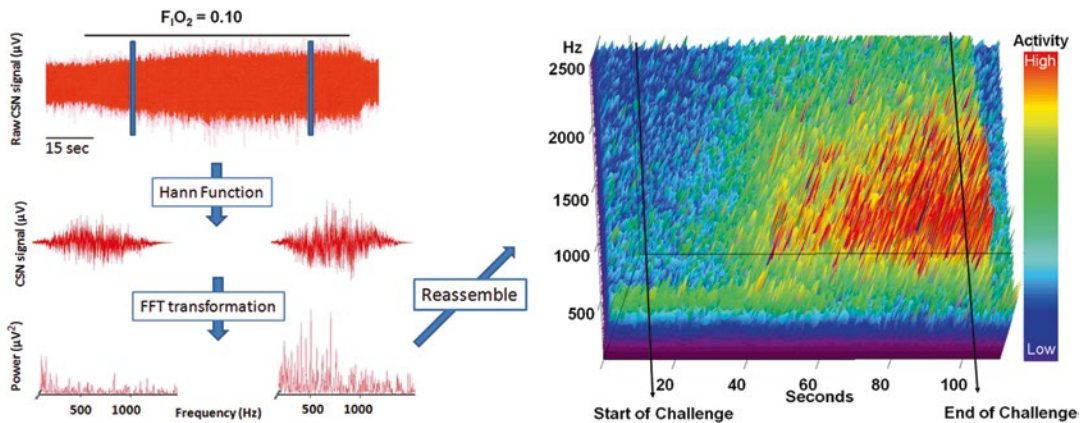 FIO2 = 0.10
Raw CSN signal (µV)
15 sec
Hann Function
CSN signal (µV)
FFT transformation
Reassemble
Power (µV²)
500
1000
Frequency (Hz)
500
1000
Hz
2500
2000
1500
1000
500
Activity
High
Low
20
40
60
80
100
Seconds
Start of Challenge
End of Challenge